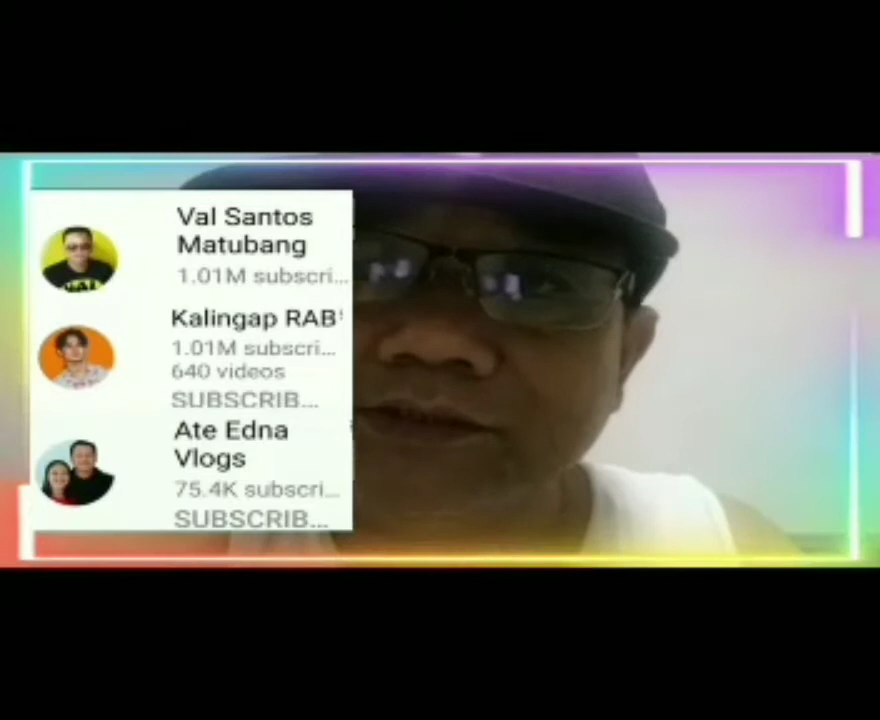 Val Santos
Matubang
1.01M subscri...
Kalingap RAB
1.01M subscri...
640 videos
SUBSCRIB...
Ate Edna
Vlogs
75.4K subscri...
SUBSCRIB...